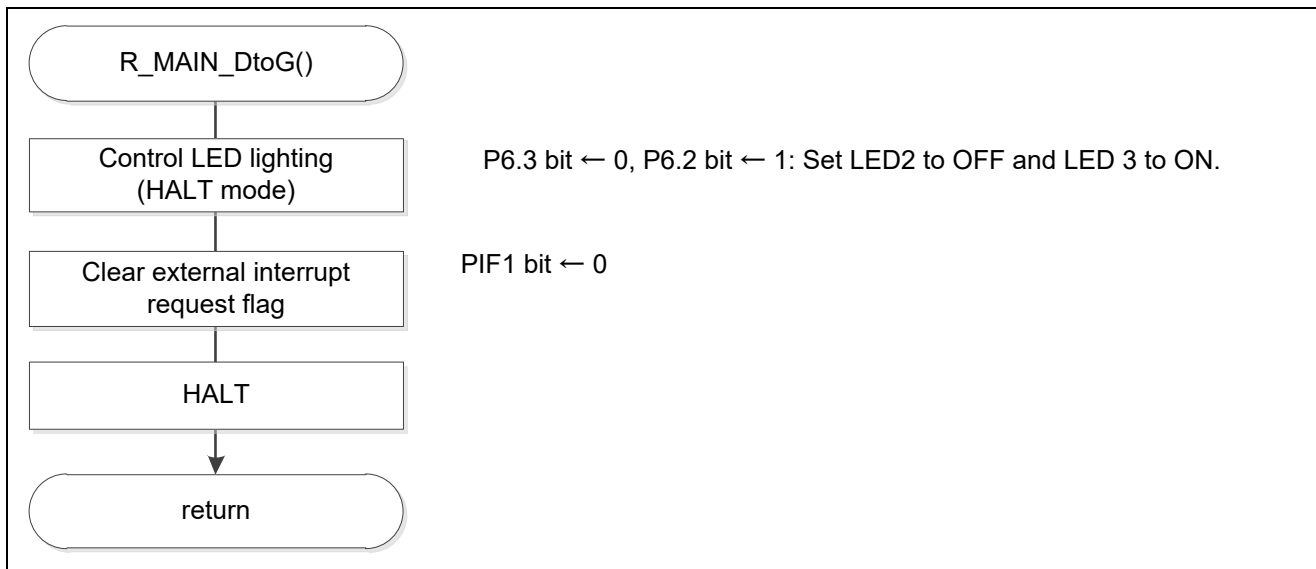 R_MAIN_DtoG()
Control LED lighting
(HALT mode)
P6.3 bit ← 0, P6.2 bit ← 1: Set LED2 to OFF and LED 3 to ON.
Clear external interrupt
request flag
PIF1 bit ← 0
HALT
return